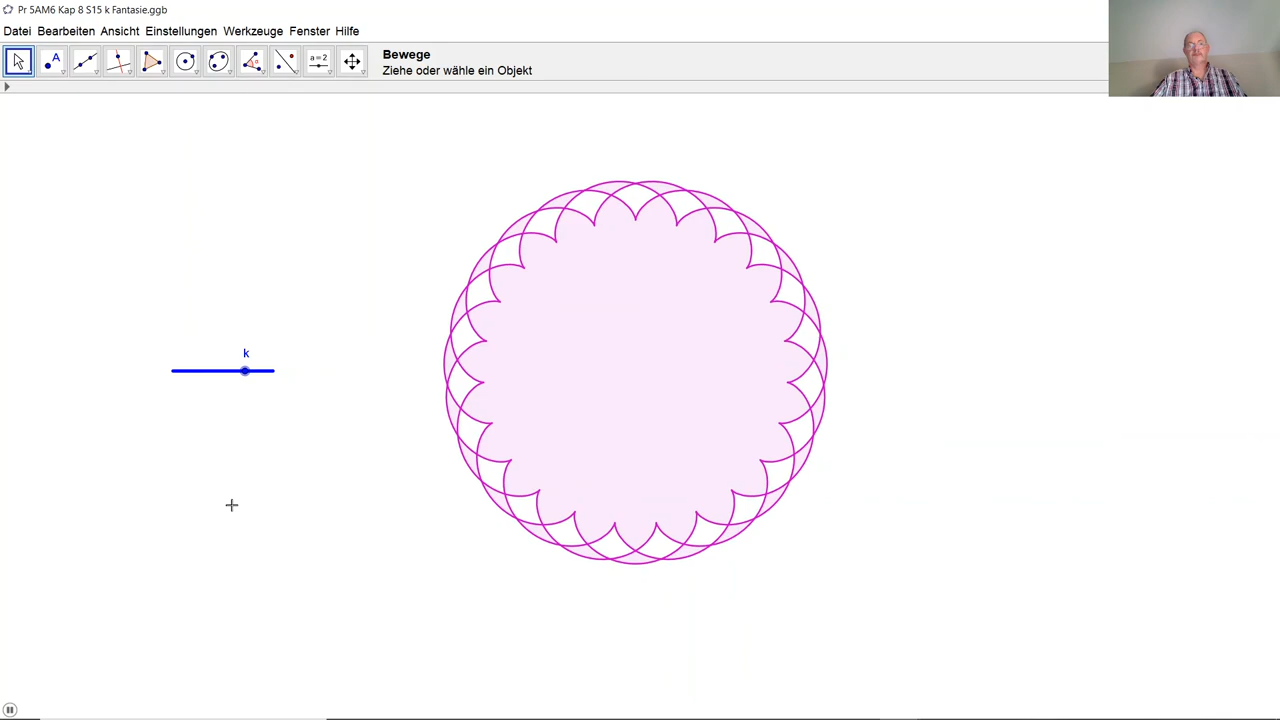 Pr 5AM6 Kap 8 S15 k Fantasie.ggb
Datei Bearbeiten Ansicht Einstellungen Werkzeuge Fenster Hilfe
A
a=2
Bewege
Ziehe oder wähle ein Objekt
k